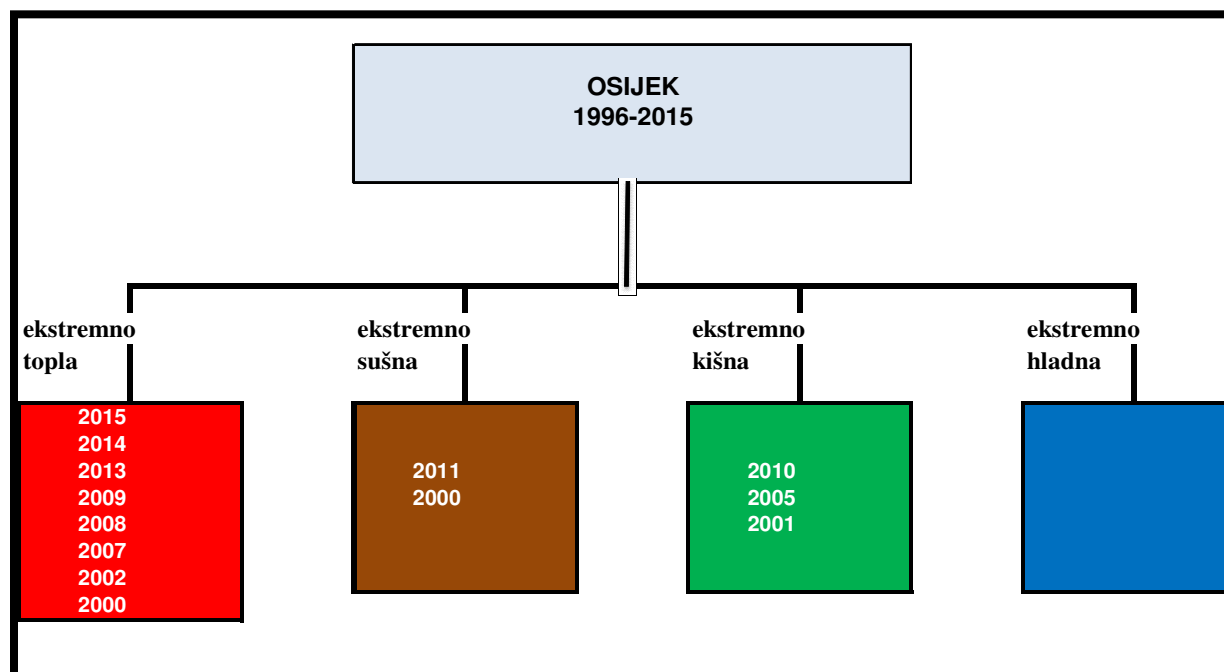 OSIJEK
1996-2015
ekstremno
topla
ekstremno
sušna
ekstremno
kišna
ekstremno
hladna
2015
2014
2013
2009
2008
2007
2002
2000
2011
2000
2010
2005
2001